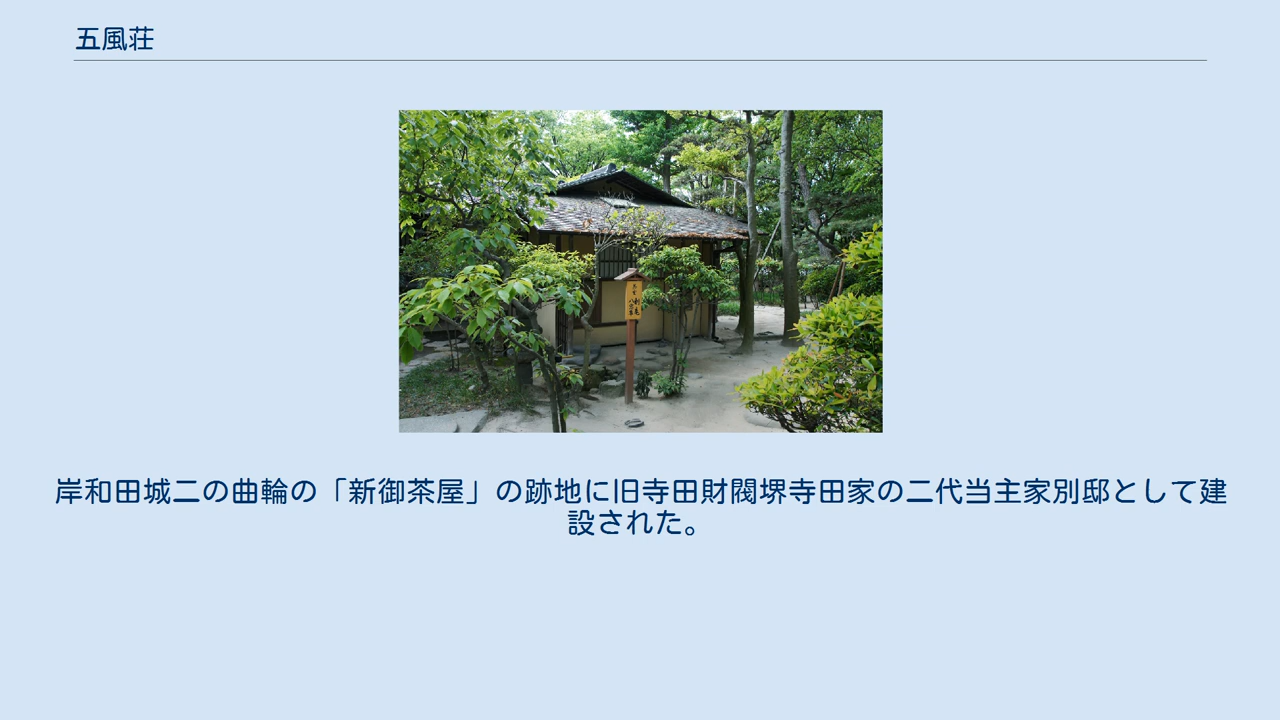 五風荘
岸和田城二の曲輪の「新御茶屋」の跡地に旧寺田財閥堺寺田家の二代当主家別邸として建
設された。